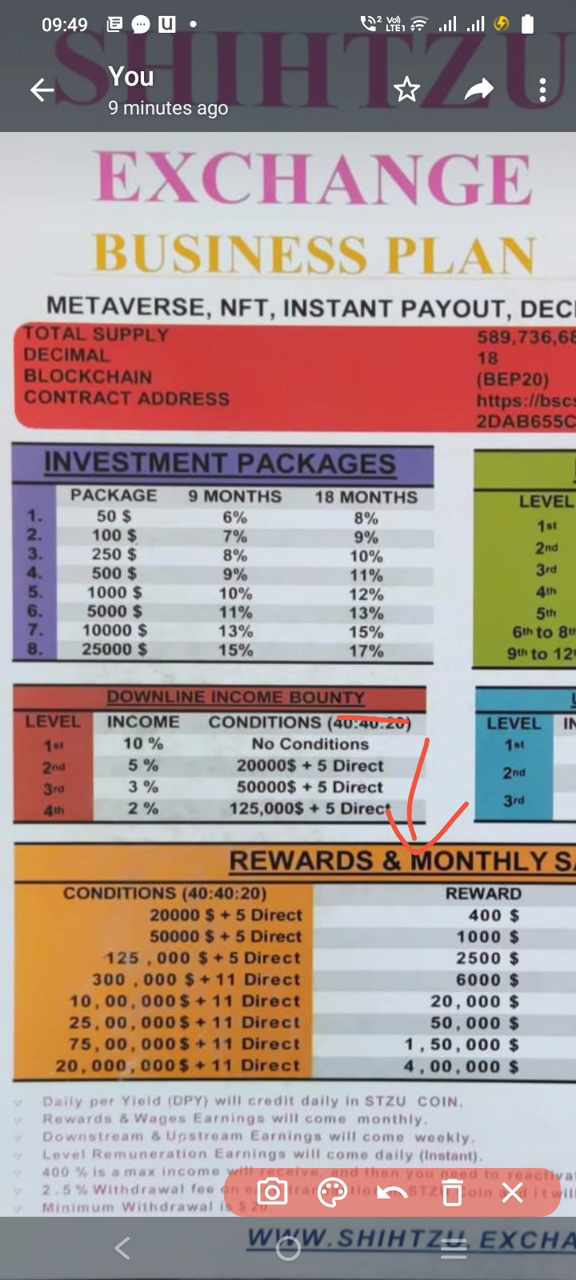 09:49
LTE1
SHIHTZU
You
9 minutes ago
EXCHANGE
BUSINESS PLAN
METAVERSE, NFT, INSTANT PAYOUT,
TOTAL SUPPLY 589,736,68
DECIMAL 18
BLOCKCHAIN (BEP20)
CONTRACT ADDRESS https://bscs
2DAB655C
INVESTMENT PACKAGES
PACKAGE 9 MONTHS 18 MONTHS
1. 50 $ 6% 8%
2. 100 $ 7% 9%
3. 250 $ 8% 10%
4. 500 $ 9% 11%
5. 1000 $ 10% 12%
6. 5000 $ 11% 13%
7. 10000 $ 13% 15%
8. 25000 $ 15% 17%
LEVEL
1st
2nd
3rd
4th
5th
6th to 8th
9th to 12
DOWNLINE INCOME BOUNTY
LEVEL INCOME CONDITIONS (40:40:20)
1st 10 % No Conditions
2nd 5 % 20000$ + 5 Direct
3rd 3 % 50000$ + 5 Direct
4th 2 % 125,000$ + 5 Direct
LEVEL
1st
2nd
3rd
REWARDS & MONTHLY
CONDITIONS (40:40:20) REWARD
20000 $ + 5 Direct 400 $
50000 $ + 5 Direct 1000 $
125 ,000 $ + 5 Direct 2500 $
300 ,000 $ + 11 Direct 6000 $
10,00,000 $ + 11 Direct 20,000 $
25,00,000 $ + 11 Direct 50,000 $
75,00,000 $ + 11 Direct 1,50,000 $
20,000,000 $ + 11 Direct 4,00,000 $
Daily per Yield (DPY) will credit daily in STZU COIN.
Rewards & Wages Earnings will come monthly.
Downstream & Upstream Earnings will come weekly.
Level Remuneration Earnings will come daily (Instant).
400 % is a max income will receive, and then you need to
2.5% Withdrawal fee on
Minimum Withdrawal is $ 20
WWW.SHIHTZU EXCHA